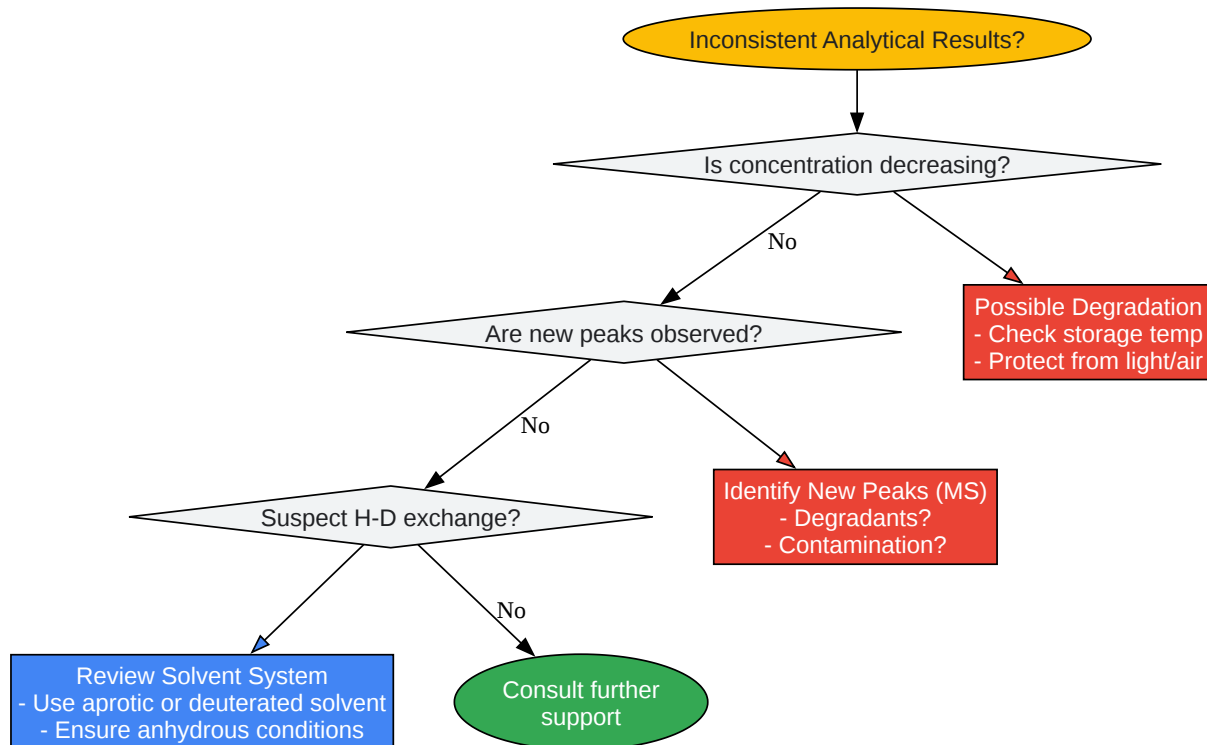 Inconsistent Analytical Results?
Is concentration decreasing?
No
Possible Degradation
- Check storage temp
- Protect from light/air
Are new peaks observed?
No
Identify New Peaks (MS)
- Degradants?
- Contamination?
Suspect H-D exchange?
No
Review Solvent System
- Use aprotic or deuterated solvent
- Ensure anhydrous conditions
Consult further
support